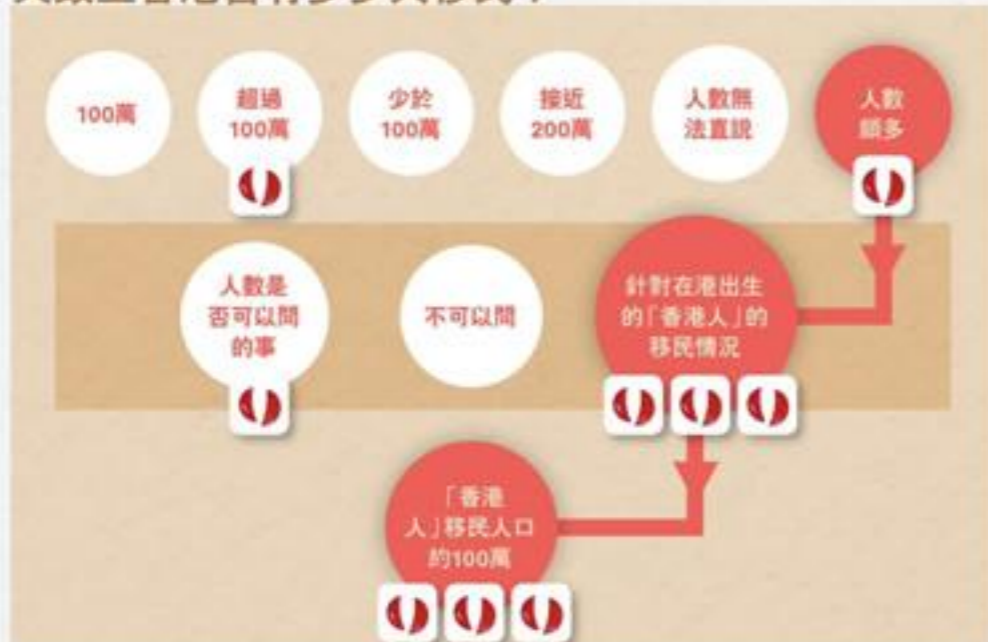 100萬
超過
100萬
少於
100萬
接近
200萬
人數無
法直説
人數
頗多
人數是
否可以問
的事
不可以問
針對在港出生
的「香港人」的
移民情況
「香港
人」移民人口
約100萬